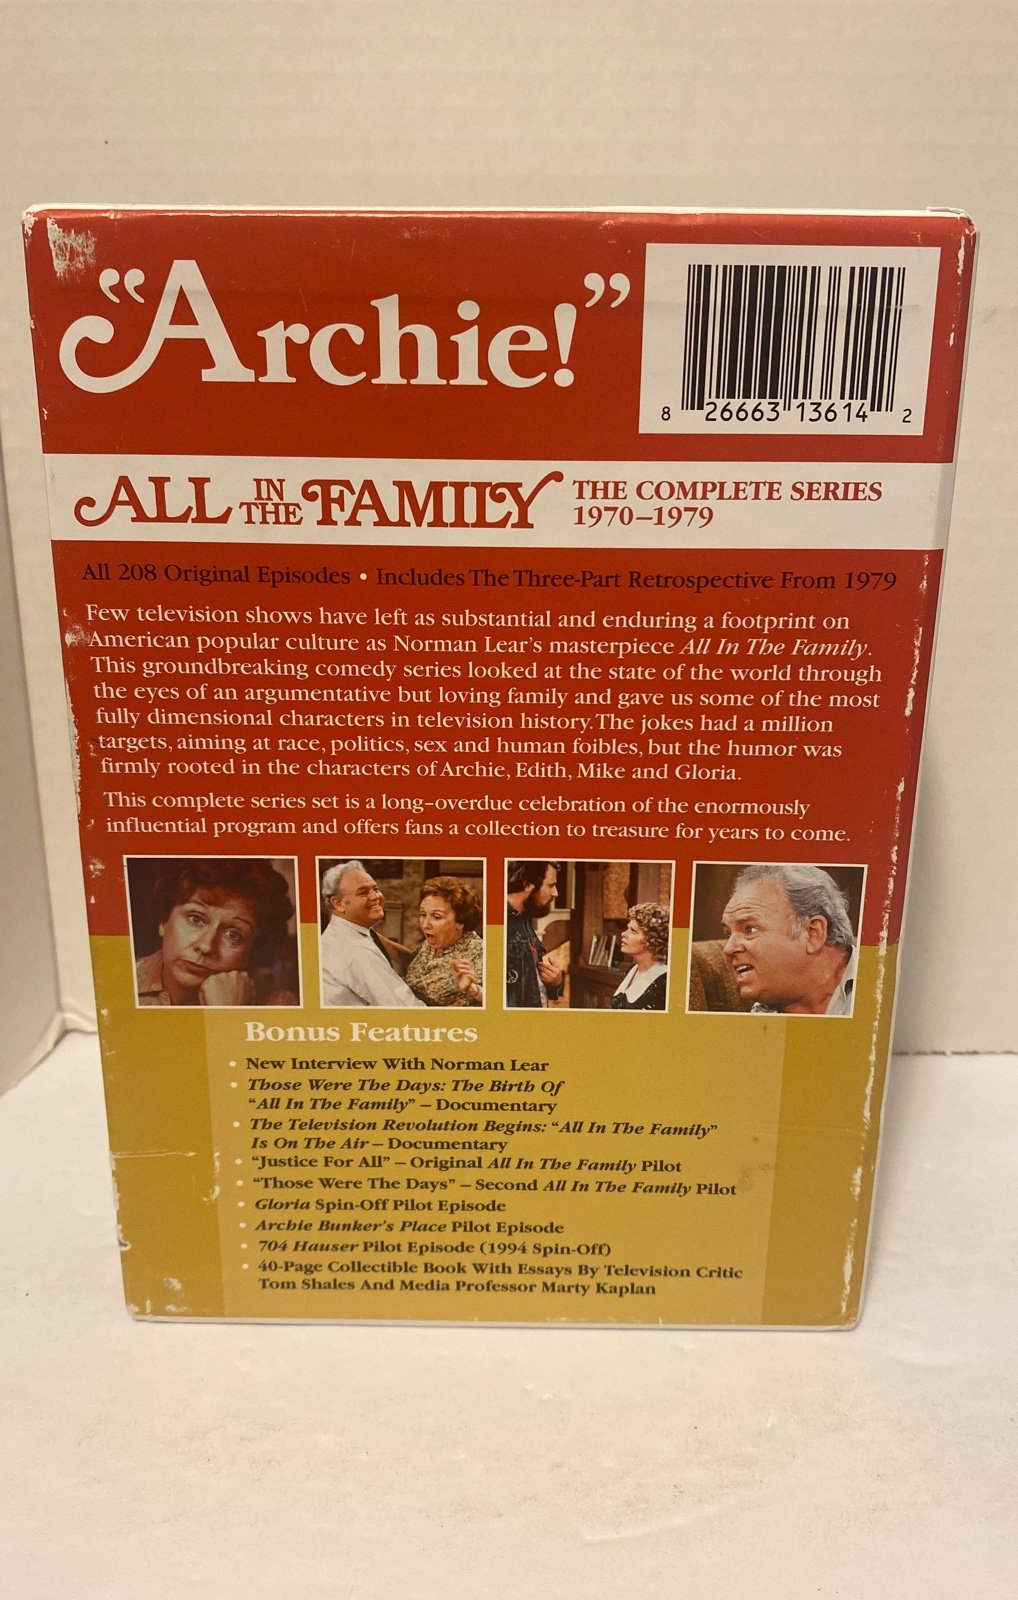 “Archie!”
8 26663 13614 2
ALL IN THE FAMILY THE COMPLETE SERIES
1970–1979
All 208 Original Episodes • Includes The Three-Part Retrospective From 1979
Few television shows have left as substantial and enduring a footprint on
American popular culture as Norman Lear’s masterpiece All In The Family.
This groundbreaking comedy series looked at the state of the world through
the eyes of an argumentative but loving family and gave us some of the most
fully dimensional characters in television history. The jokes had a million
targets, aiming at race, politics, sex and human foibles, but the humor was
firmly rooted in the characters of Archie, Edith, Mike and Gloria.
This complete series set is a long-overdue celebration of the enormously
influential program and offers fans a collection to treasure for years to come.
Bonus Features
• New Interview With Norman Lear
• Those Were The Days: The Birth Of
“All In The Family” – Documentary
• The Television Revolution Begins: “All In The Family”
Is On The Air – Documentary
• “Justice For All” – Original All In The Family Pilot
• “Those Were The Days” – Second All In The Family Pilot
• Gloria Spin-Off Pilot Episode
• Archie Bunker’s Place Pilot Episode
• 704 Hauser Pilot Episode (1994 Spin-Off)
• 40-Page Collectible Book With Essays By Television Critic
Tom Shales And Media Professor Marty Kaplan